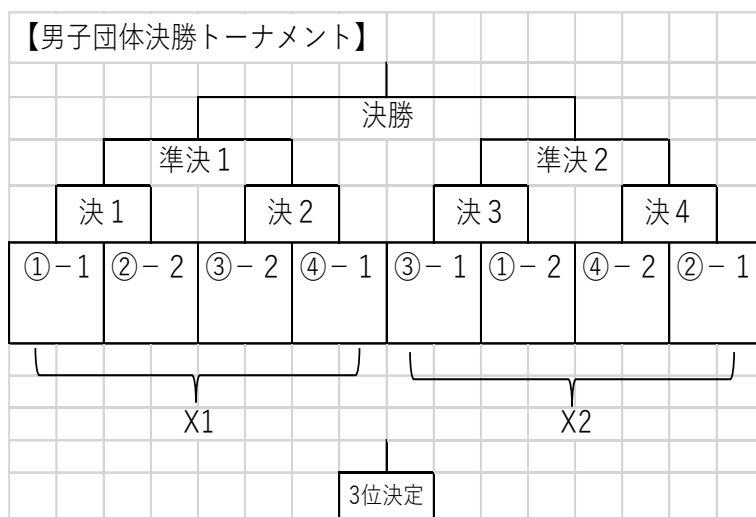 【男子団体決勝トーナメント】
決勝
準決１ 準決２
決１ 決２ 決３ 決４
①－１ ②－２ ③－２ ④－１ ③－１ ①－２ ④－２ ②－１
X1 X2
3位決定